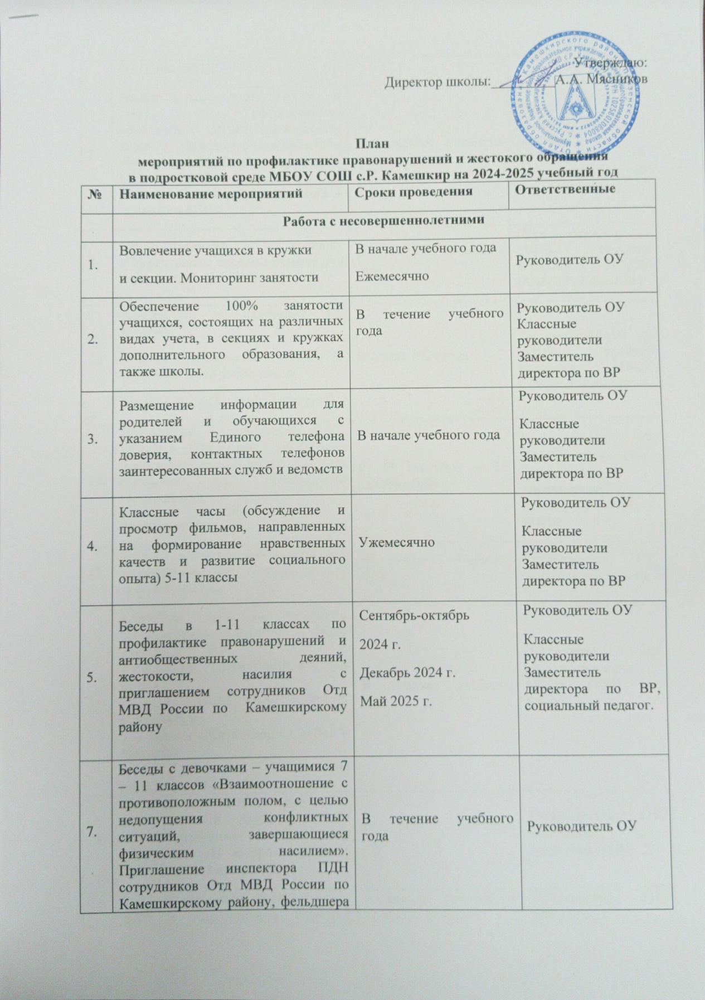 Утверждаю:
Директор школы:__________А.А. Мясников
План
мероприятий по профилактике правонарушений и жестокого обращения
в подростковой среде МБОУ СОШ с.Р. Камешкир на 2024-2025 учебный год
№ Наименование мероприятий Сроки проведения Ответственные
Работа с несовершеннолетними
1.
Вовлечение учащихся в кружки
и секции. Мониторинг занятости
В начале учебного года
Ежемесячно
Руководитель ОУ
2.
Обеспечение 100% занятости
учащихся, состоящих на различных
видах учета, в секциях и кружках
дополнительного образования, а
также школы.
В течение учебного
года
Руководитель ОУ
Классные
руководители
Заместитель
директора по ВР
3.
Размещение информации для
родителей и обучающихся с
указанием Единого телефона
доверия, контактных телефонов
заинтересованных служб и ведомств
В начале учебного года
Руководитель ОУ
Классные
руководители
Заместитель
директора по ВР
4.
Классные часы (обсуждение и
просмотр фильмов, направленных
на формирование нравственных
качеств и развитие социального
опыта) 5-11 классы
Ужемесячно
Руководитель ОУ
Классные
руководители
Заместитель
директора по ВР
5.
Беседы в 1-11 классах по
профилактике правонарушений и
антиобщественных деяний,
жестокости, насилия с
приглашением сотрудников Отд
МВД России по Камешкирскому
району
Сентябрь-октябрь
2024 г.
Декабрь 2024 г.
Май 2025 г.
Руководитель ОУ
Классные
руководители
Заместитель
директора по ВР,
социальный педагог.
7.
Беседы с девочками – учащимися 7
– 11 классов «Взаимоотношение с
противоположным полом, с целью
недопущения конфликтных
ситуаций, завершающиеся
физическим насилием».
Приглашение инспектора ПДН
сотрудников Отд МВД России по
Камешкирскому району, фельдшера
В течение учебного
года
Руководитель ОУ